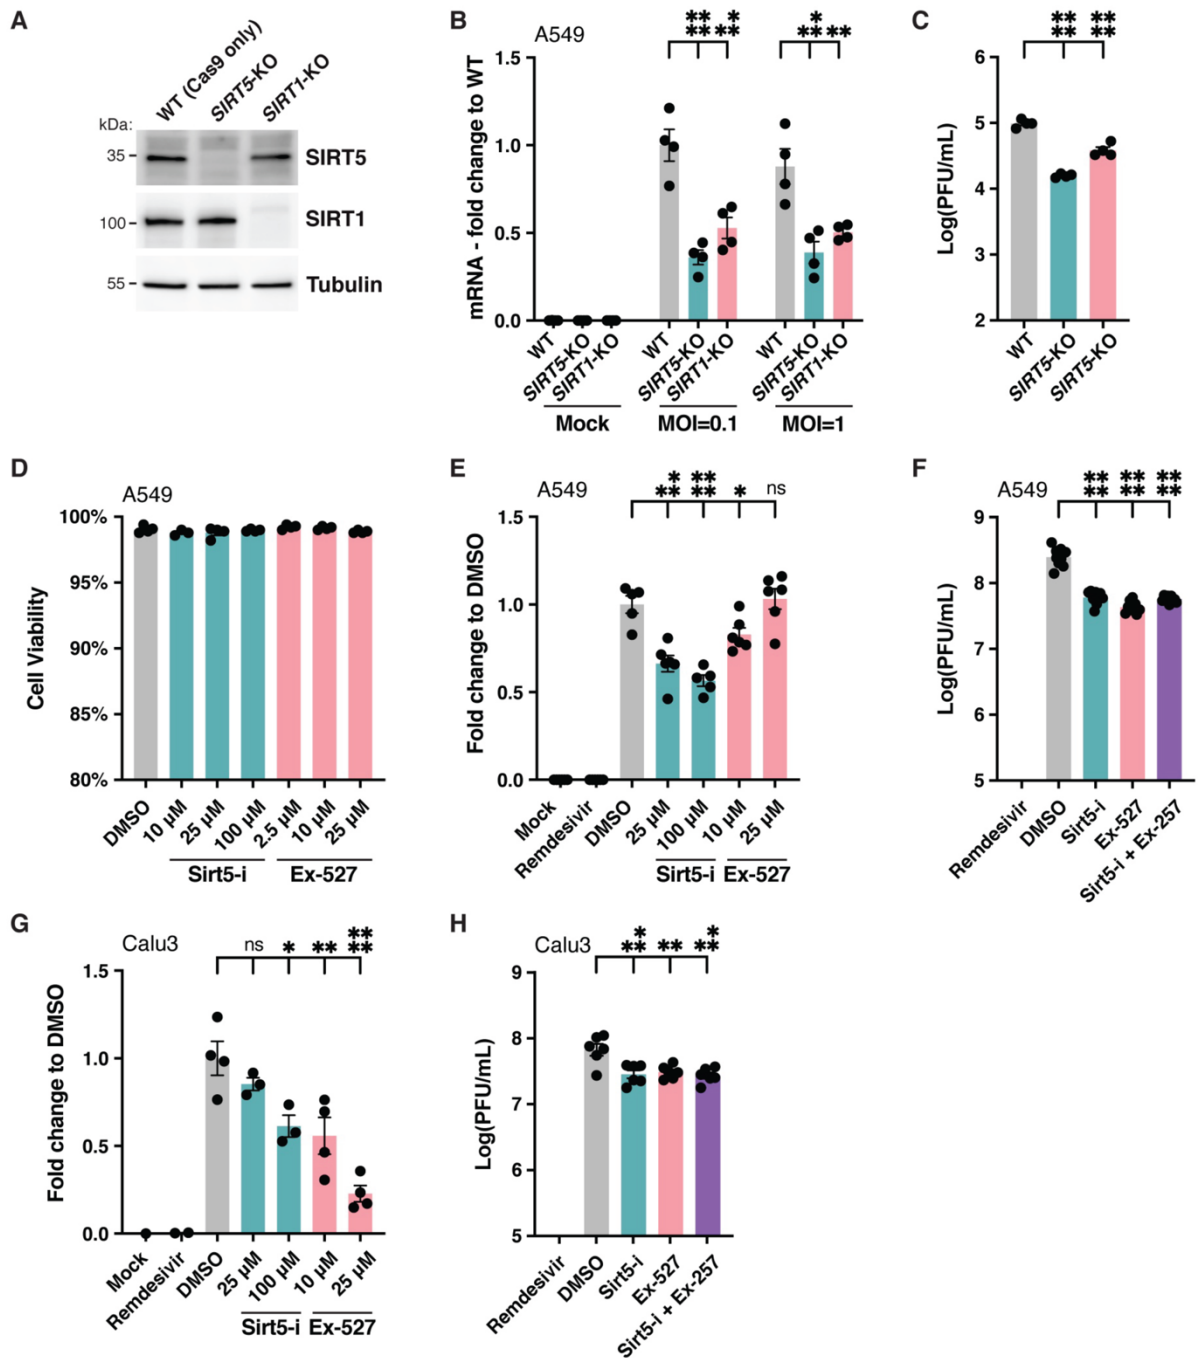 A
WT (Cas9 only)
SIRT5-KO
SIRT1-KO
kDa:
35
SIRT5
100
SIRT1
55
Tubulin
B
A549
** ** * ** * ** **
mRNA - fold change to WT
1.5
1.0
0.5
0.0
WT
SIRT5-KO
SIRT1-KO
WT
SIRT5-KO
SIRT1-KO
WT
SIRT5-KO
SIRT1-KO
Mock
MOI=0.1
MOI=1
C
** ** ** **
Log(PFU/mL)
6
5
4
3
2
WT
SIRT5-KO
SIRT5-KO
D
A549
Cell Viability
100%
95%
90%
85%
80%
DMSO
10 µM
25 µM
100 µM
2.5 µM
10 µM
25 µM
Sirt5-i
Ex-527
E
A549
* ** ** ** * ns
Fold change to DMSO
1.5
1.0
0.5
0.0
Mock
Remdesivir
DMSO
25 µM
100 µM
10 µM
25 µM
Sirt5-i
Ex-527
F
A549
** ** ** ** ** **
Log(PFU/mL)
9
8
7
6
5
Remdesivir
DMSO
Sirt5-i
Ex-527
Sirt5-i + Ex-257
G
Calu3
ns * ** ** **
Fold change to DMSO
1.5
1.0
0.5
0.0
Mock
Remdesivir
DMSO
25 µM
100 µM
10 µM
25 µM
Sirt5-i
Ex-527
H
Calu3
* ** ** * **
Log(PFU/mL)
9
8
7
6
5
Remdesivir
DMSO
Sirt5-i
Ex-527
Sirt5-i + Ex-257